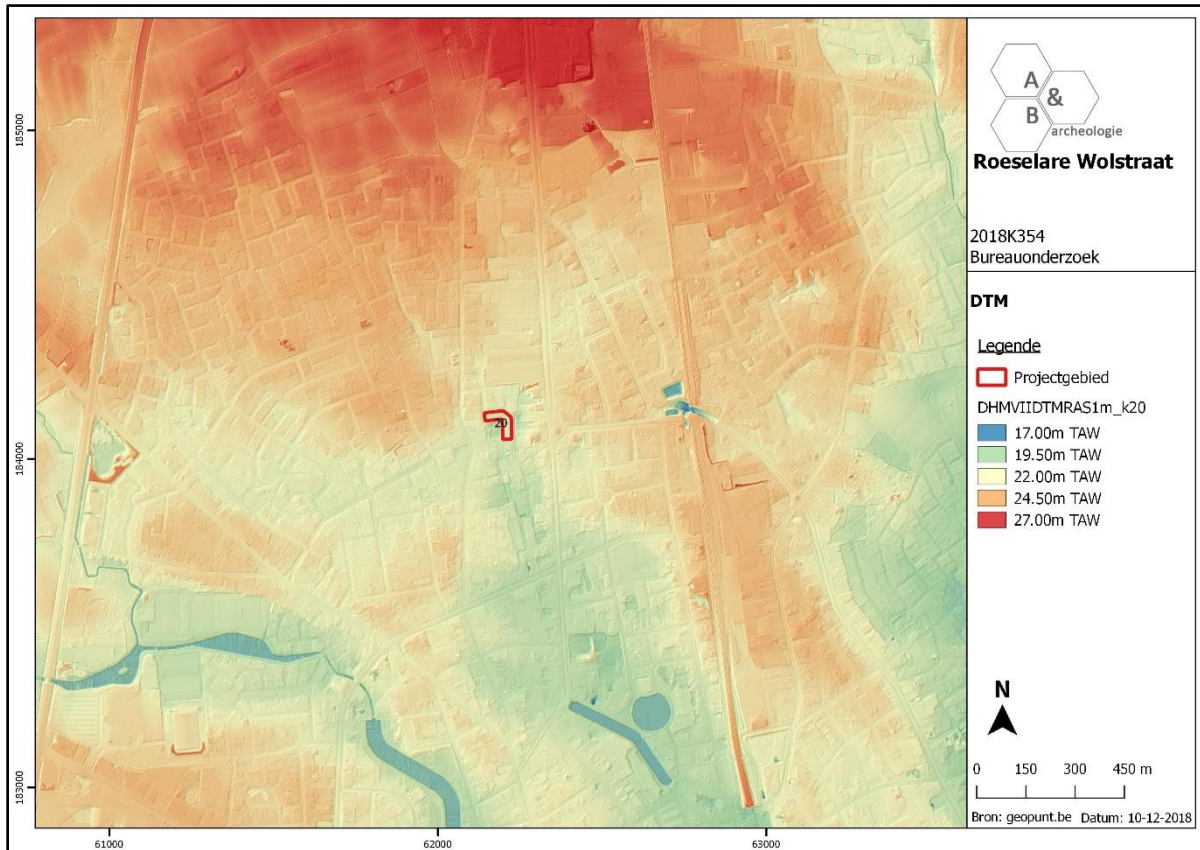 A
&
B
archeologie
Roeselare Wolstraat
2018K354
Bureauonderzoek
DTM
Legende
Projectgebied
DHMVIIDTMRAS1m_k20
17.00m TAW
19.50m TAW
22.00m TAW
24.50m TAW
27.00m TAW
N
0 150 300 450 m
Bron: geopunt.be Datum: 10-12-2018
185000
184000
183000
20
61000 62000 63000